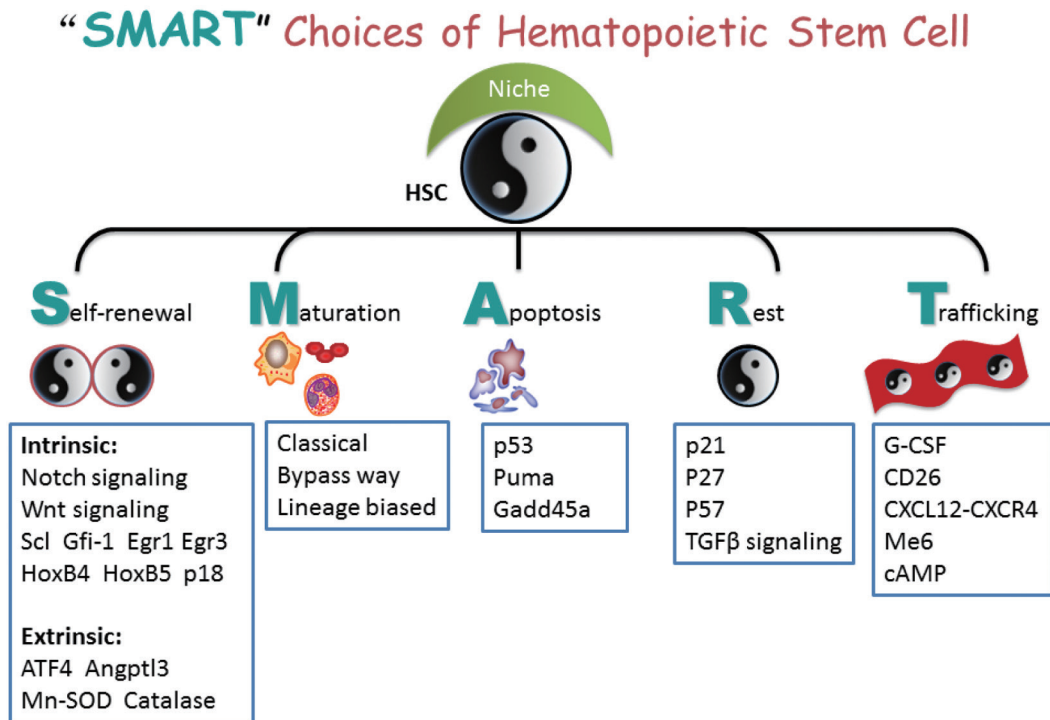 “SMART” Choices of Hematopoietic Stem Cell
Niche
HSC
Self-renewal
Maturation
Apoptosis
Rest
Trafficking
Intrinsic:
Notch signaling
Wnt signaling
Scl Gfi-1 Egr1 Egr3
HoxB4 HoxB5 p18
Extrinsic:
ATF4 Angptl3
Mn-SOD Catalase
Classical
Bypass way
Lineage biased
p53
Puma
Gadd45a
p21
P27
P57
TGFβ signaling
G-CSF
CD26
CXCL12-CXCR4
Me6
cAMP